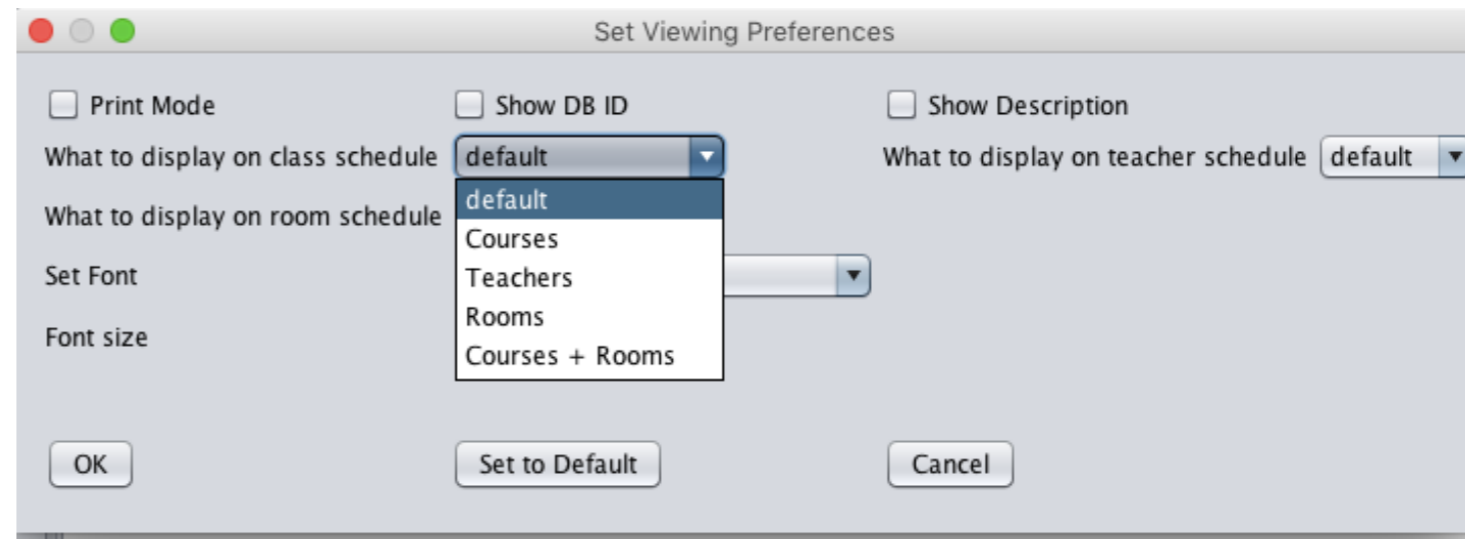 Set Viewing Preferences
Print Mode Show DB ID Show Description
What to display on class schedule default What to display on teacher schedule default
default
What to display on room schedule
Courses
Set Font
Teachers
Rooms
Font size
Courses + Rooms
OK Set to Default Cancel